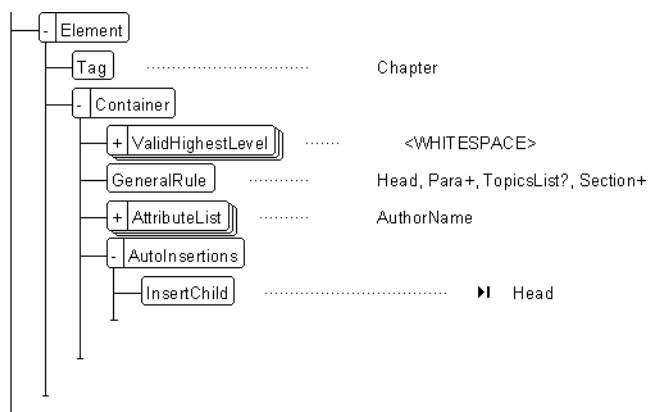 - Element
Tag Chapter
- Container
+ ValidHighestLevel <WHITESPACE>
GeneralRule Head, Para+, TopicsList?, Section+
+ AttributeList AuthorName
- AutoInsertions
InsertChild Head